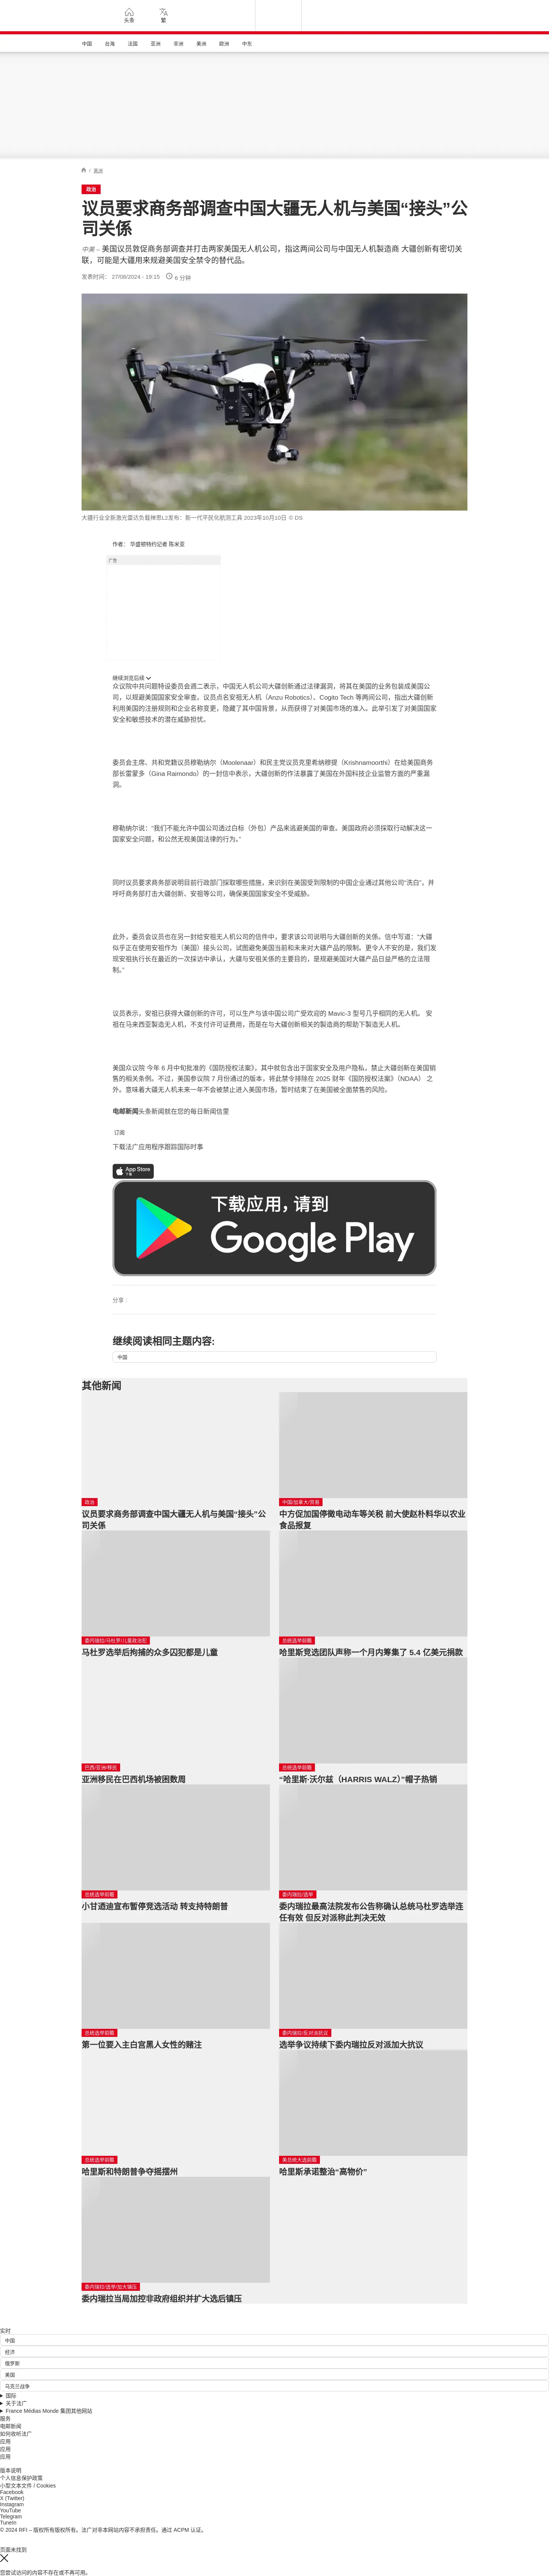 头条
繁
中国 台海 法国 亚洲 非洲 美洲 欧洲 中东
/ 美洲
政治
议员要求商务部调查中国大疆无人机与美国“接头”公
司关係
中美 – 美国议员敦促商务部调查并打击两家美国无人机公司，指这两间公司与中国无人机製造商 大疆创新有密切关
联，可能是大疆用来规避美国安全禁令的替代品。
发表时间： 27/08/2024 - 19:15 6 分钟
大疆行业全新激光雷达负载禅思L2发布：新一代平民化航测工具 2023年10月10日 © DS
作者： 华盛顿特约记者 陈米亚
广告
继续浏览后续
众议院中共问题特设委员会週二表示，中国无人机公司大疆创新通过法律漏洞，将其在美国的业务包装成美国公
司，以规避美国国家安全审查。议员点名安祖无人机（Anzu Robotics）、Cogito Tech 等两间公司，指出大疆创新
利用美国的注册规则和企业名称变更，隐藏了其中国背景，从而获得了对美国市场的准入。此举引发了对美国国家
安全和敏感技术的潜在威胁担忧。
委员会主席、共和党籍议员穆勒纳尔（Moolenaar）和民主党议员克里希纳穆提（Krishnamoorthi）在给美国商务
部长雷蒙多（Gina Raimondo）的一封信中表示，大疆创新的作法暴露了美国在外国科技企业监管方面的严重漏
洞。
穆勒纳尔说：“我们不能允许中国公司透过白标（外包）产品来逃避美国的审查。美国政府必须採取行动解决这一
国家安全问题，和公然无视美国法律的行为。”
同时议员要求商务部说明目前行政部门採取哪些措施，来识别在美国受到限制的中国企业通过其他公司“洗白”，并
呼吁商务部打击大疆创新、安祖等公司，确保美国国家安全不受威胁。
此外，委员会议员也在另一封给安祖无人机公司的信件中，要求该公司说明与大疆创新的关係。信中写道：“大疆
似乎正在使用安祖作为〔美国〕接头公司，试图避免美国当前和未来对大疆产品的限制。更令人不安的是，我们发
现安祖执行长在最近的一次採访中承认，大疆与安祖关係的主要目的，是规避美国对大疆产品日益严格的立法限
制。”
议员表示，安祖已获得大疆创新的许可，可以生产与该中国公司广受欢迎的 Mavic-3 型号几乎相同的无人机。 安
祖在马来西亚製造无人机，不支付许可证费用，而是在与大疆创新相关的製造商的帮助下製造无人机。
美国众议院 今年 6 月中旬批准的《国防授权法案》，其中就包含出于国家安全及用户隐私，禁止大疆创新在美国销
售的相关条例。不过，美国参议院 7 月份通过的版本，将此禁令排除在 2025 财年《国防授权法案》（NDAA） 之
外。意味着大疆无人机未来一年不会被禁止进入美国市场，暂时结束了在美国被全面禁售的风险。
电邮新闻头条新闻就在您的每日新闻信里
订阅
下载法广应用程序跟踪国际时事
App Store
下载
下载应用，请到
Google Play
分享 :
继续阅读相同主题内容:
中国
其他新闻
政治
议员要求商务部调查中国大疆无人机与美国“接头”公
司关係
中国/加拿大/贸易
中方促加国停徵电动车等关税 前大使赵朴料华以农业
食品报复
委内瑞拉/马杜罗/儿童政治犯
马杜罗选举后拘捕的众多囚犯都是儿童
总统选举前瞻
哈里斯竞选团队声称一个月内筹集了 5.4 亿美元捐款
巴西/亚洲/移民
亚洲移民在巴西机场被困数周
总统选举前瞻
“哈里斯·沃尔兹（HARRIS WALZ）”帽子热销
总统选举前瞻
小甘迺迪宣布暂停竞选活动 转支持特朗普
委内瑞拉/选举
委内瑞拉最高法院发布公告称确认总统马杜罗选举连
任有效 但反对派称此判决无效
总统选举前瞻
第一位要入主白宫黑人女性的赌注
委内瑞拉/反对派抗议
选举争议持续下委内瑞拉反对派加大抗议
总统选举前瞻
哈里斯和特朗普争夺摇摆州
美总统大选前瞻
哈里斯承诺整治“高物价”
委内瑞拉/选举/加大镇压
委内瑞拉当局加控非政府组织并扩大选后镇压
实时
中国
经济
俄罗斯
美国
乌克兰战争
国际
关于法广
France Médias Monde 集团其他网站
服务
电邮新闻
如何收听法广
应用
应用
应用
版本说明
个人信息保护政策
小型文本文件 / Cookies
Facebook
X (Twitter)
Instagram
YouTube
Telegram
TuneIn
© 2024 RFI – 版权所有版权所有。法广对非本网站内容不承担责任。通过 ACPM 认证。
页面未找到
您尝试访问的内容不存在或不再可用。